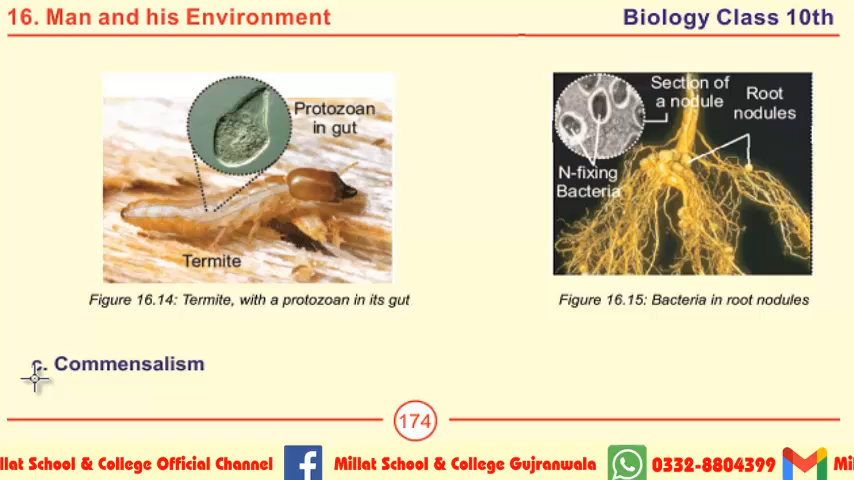 16. Man and his Environment
Biology Class 10th
Protozoan
in gut
Termite
Section of
a nodule
Root
nodules
N-fixing
Bacteria
Figure 16.14: Termite, with a protozoan in its gut
Figure 16.15: Bacteria in root nodules
c. Commensalism
174
llat School & College Official Channel
Millat School & College Gujranwala
0332-8804399
Mil